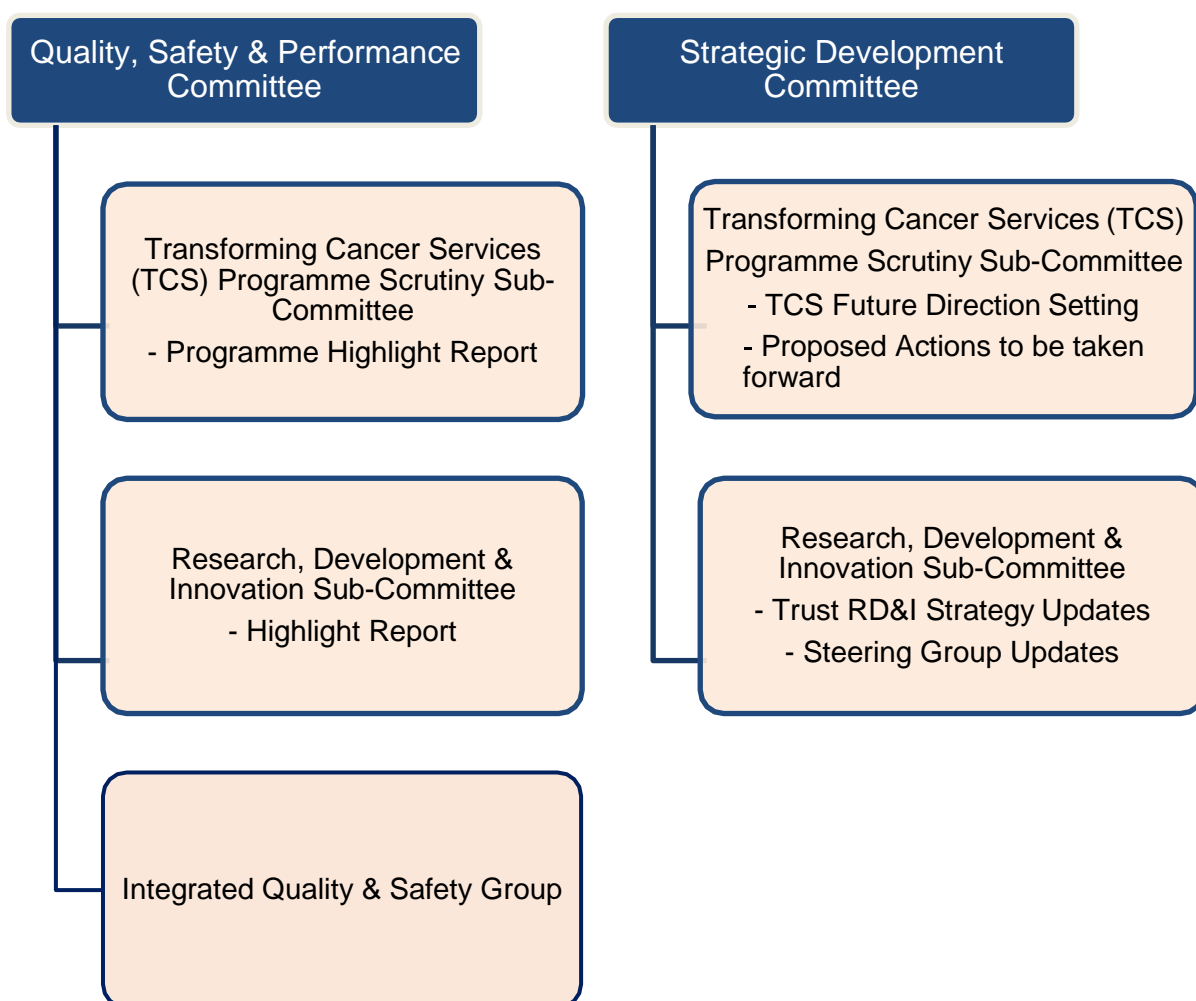 Quality, Safety & Performance
Committee
Transforming Cancer Services
(TCS) Programme Scrutiny Sub-
Committee
- Programme Highlight Report
Research, Development &
Innovation Sub-Committee
- Highlight Report
Integrated Quality & Safety Group
Strategic Development
Committee
Transforming Cancer Services (TCS)
Programme Scrutiny Sub-Committee
- TCS Future Direction Setting
- Proposed Actions to be taken
forward
Research, Development &
Innovation Sub-Committee
- Trust RD&I Strategy Updates
- Steering Group Updates